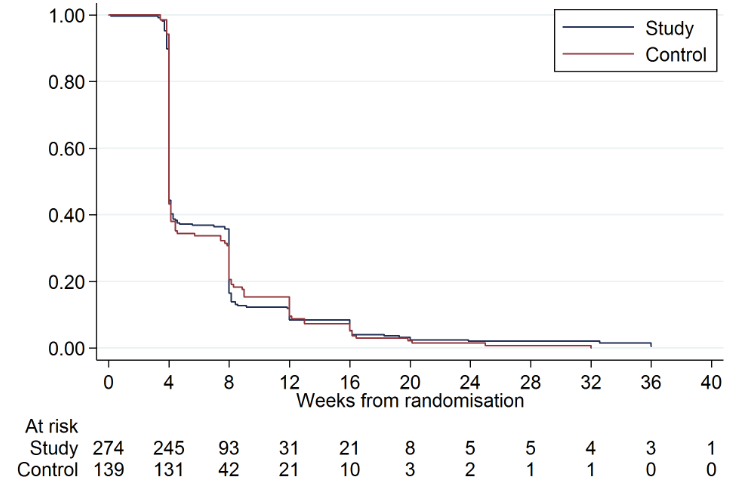 1.00
0.80
0.60
0.40
0.20
0.00
Study
Control
0 4 8 12 16 20 24 28 32 36 40
Weeks from randomisation
At risk
Study 274 245 93 31 21 8 5 5 4 3 1
Control 139 131 42 21 10 3 2 1 1 0 0